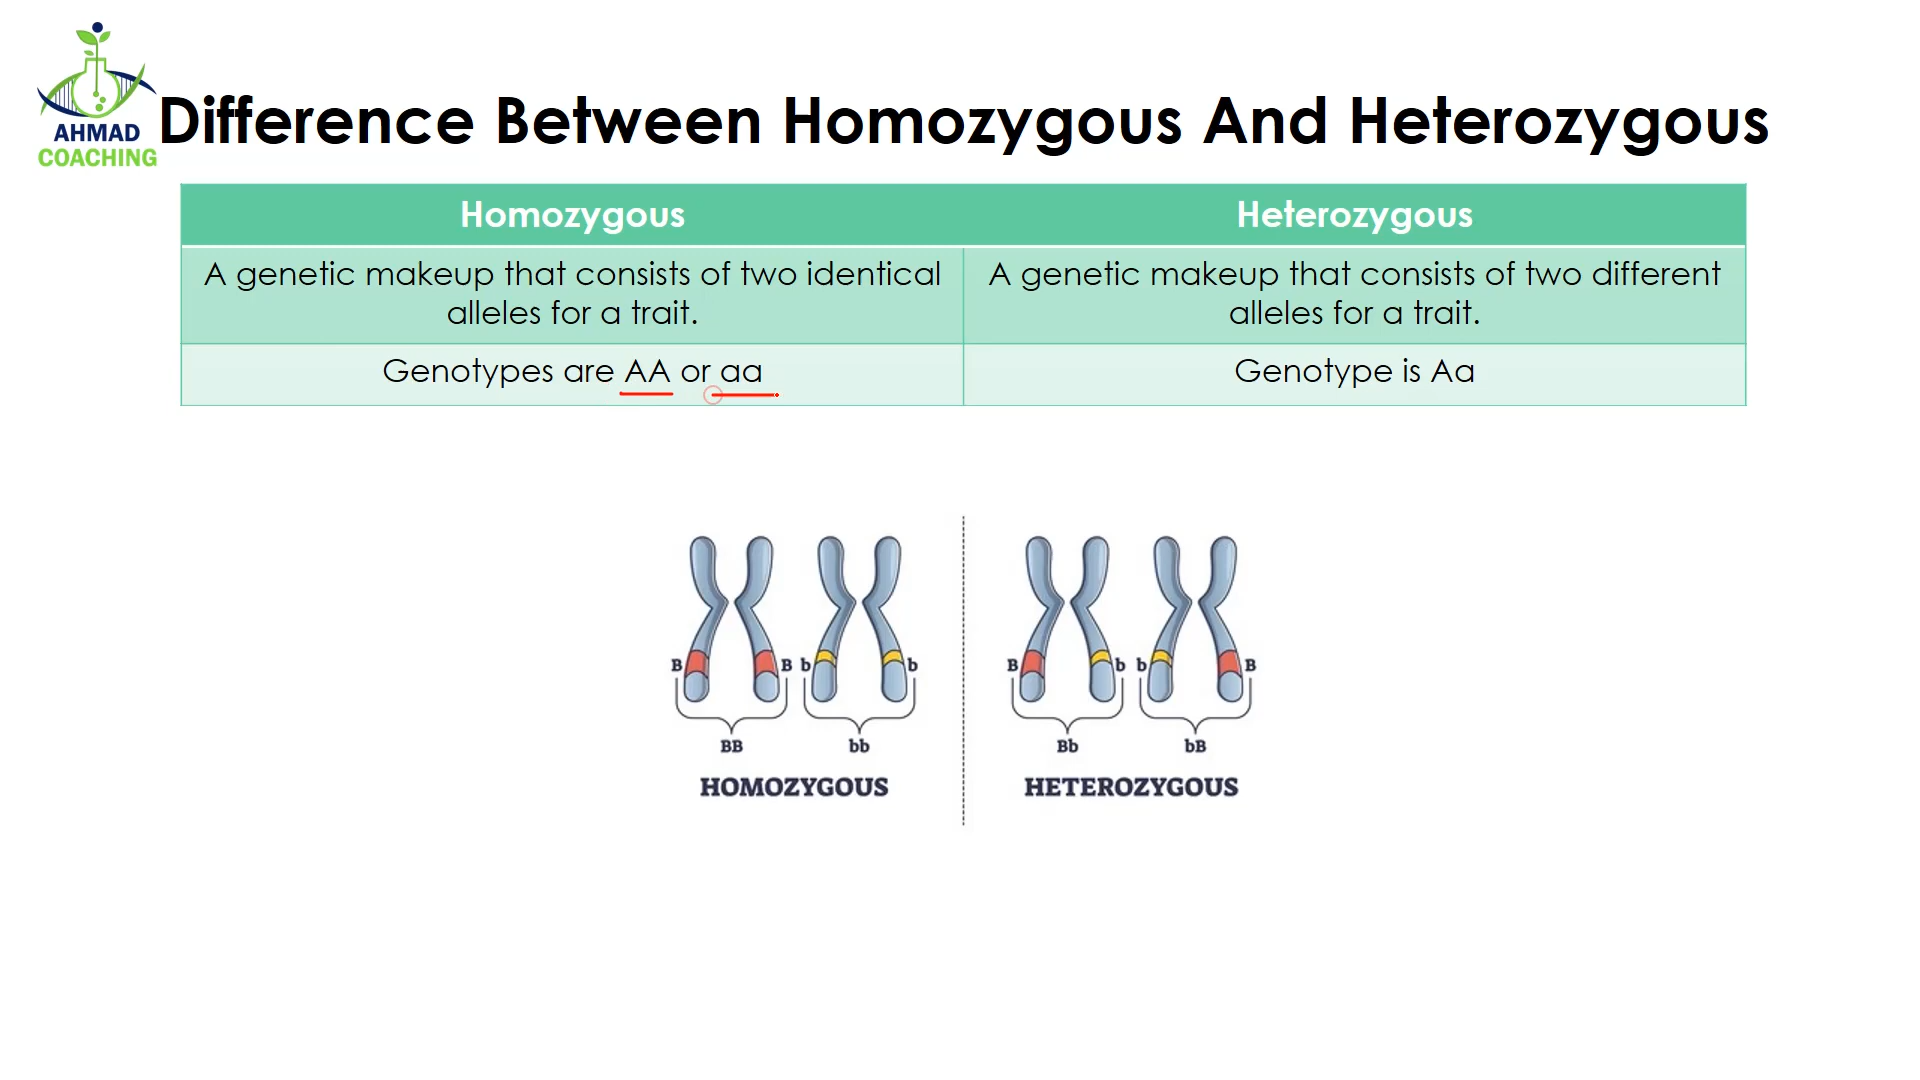 AHMAD
COACHING
Difference Between Homozygous And Heterozygous
Homozygous
Heterozygous
A genetic makeup that consists of two identical
alleles for a trait.
A genetic makeup that consists of two different
alleles for a trait.
Genotypes are AA or aa
Genotype is Aa
B B b b
BB bb
HOMOZYGOUS
B b b B
Bb bB
HETEROZYGOUS